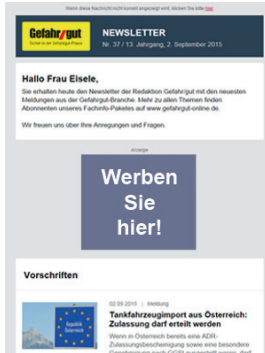 Wenn diese Nachricht nicht korrekt angezeigt wird, klicken Sie bitte hier.
Gefahr/gut
NEWSLETTER
Nr. 37 / 13. Jahrgang, 2. September 2015
Hallo Frau Eisele,
Sie erhalten heute den Newsletter der Redaktion Gefahr/gut mit den neuesten
Meldungen aus der Gefahrgut-Branche. Mehr zu allen Themen finden
Abonnenten unseres Fachinfo-Paketes auf www.gefahrgut-online.de.
Wir freuen uns über Ihre Anregungen und Fragen.
Anzeige
Werben
Sie
hier!
Vorschriften
02.09.2015 | Meldung
Tankfahrzeugimport aus Österreich:
Zulassung darf erteilt werden
Wenn in Österreich bereits eine ADR-
Zulassungsbescheinigung sowie eine besondere
Republik
Österreich